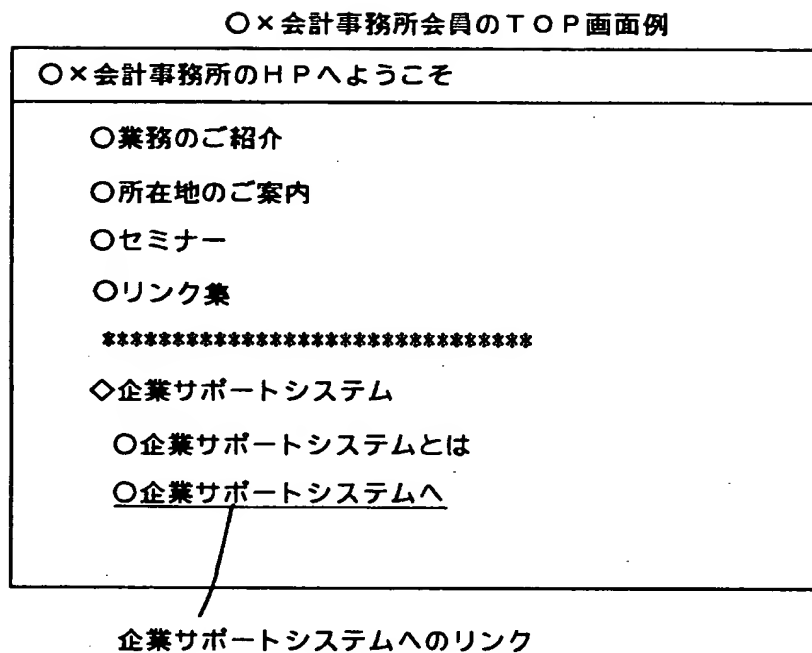 ○×会計事務所会員のＴＯＰ画面例
○×会計事務所のＨＰへようこそ
○業務のご紹介
○所在地のご案内
○セミナー
○リンク集
*******************************
◇企業サポートシステム
○企業サポートシステムとは
○企業サポートシステムへ
企業サポートシステムへのリンク